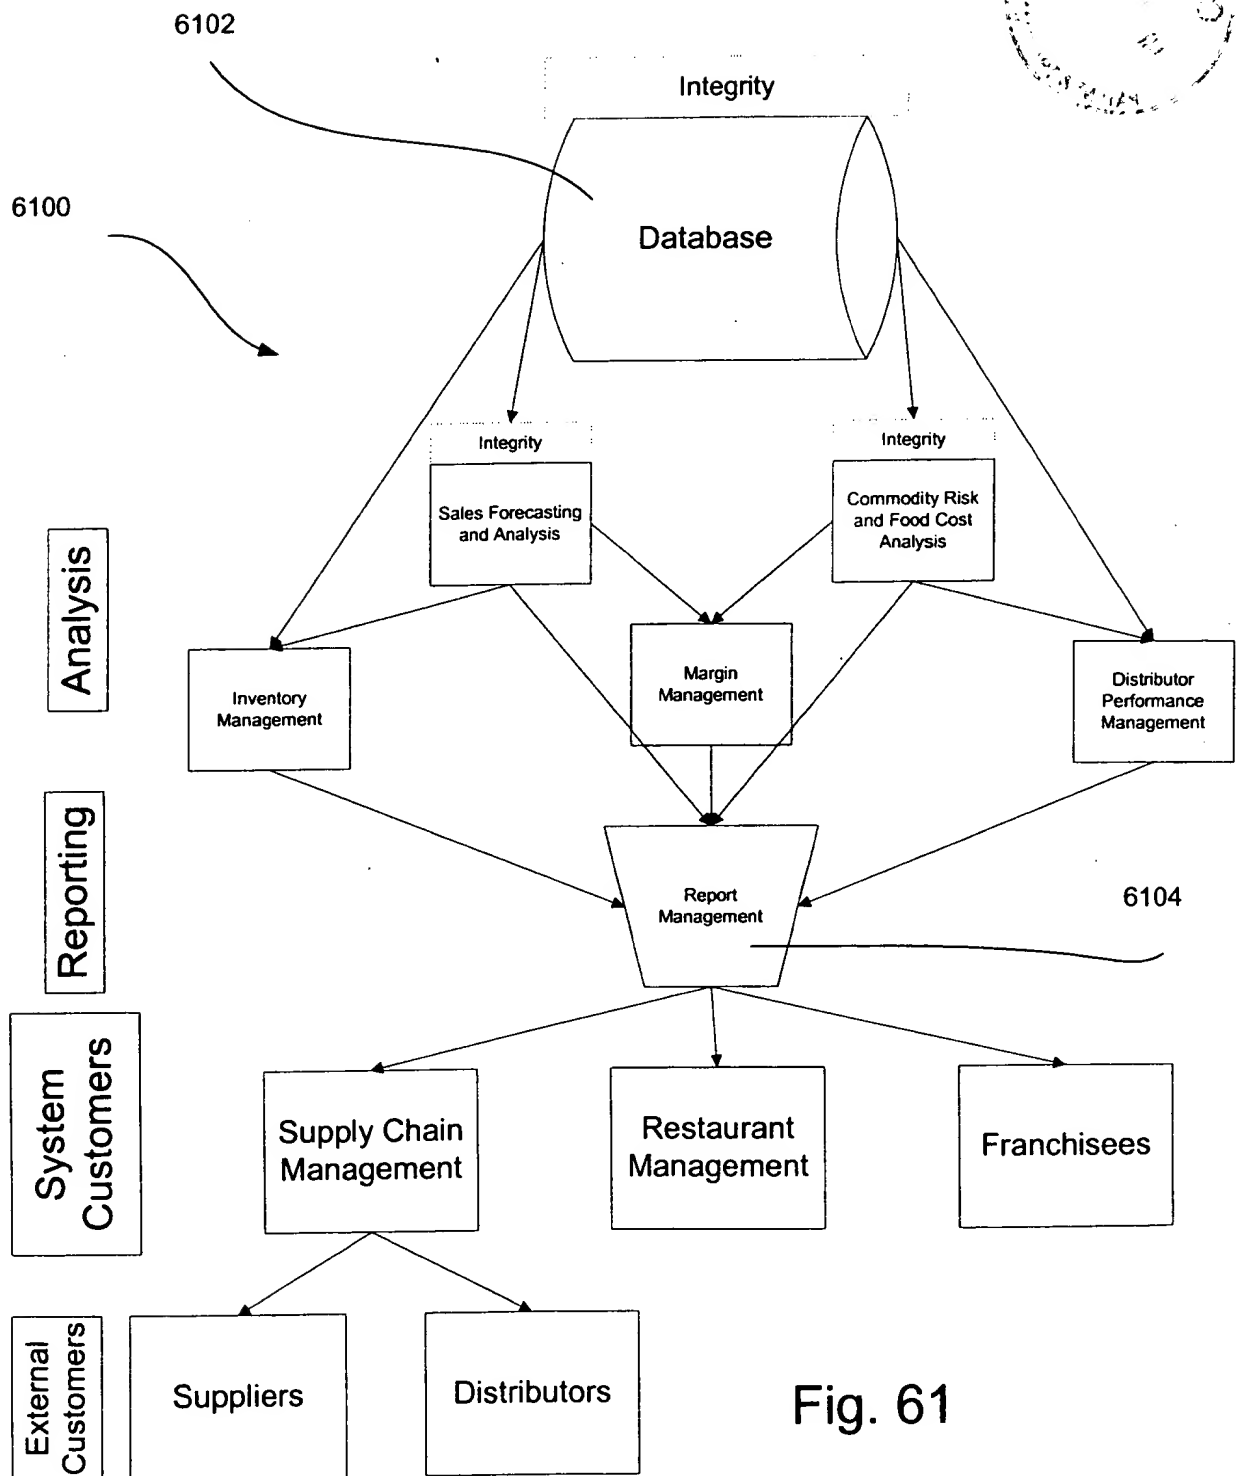 6102
Integrity
6100
Database
Integrity
Integrity
Sales Forecasting
and Analysis
Commodity Risk
and Food Cost
Analysis
Analysis
Inventory
Management
Margin
Management
Distributor
Performance
Management
Reporting
Report
Management
6104
System
Customers
Supply Chain
Management
Restaurant
Management
Franchisees
External
Customers
Suppliers
Distributors
Fig. 61